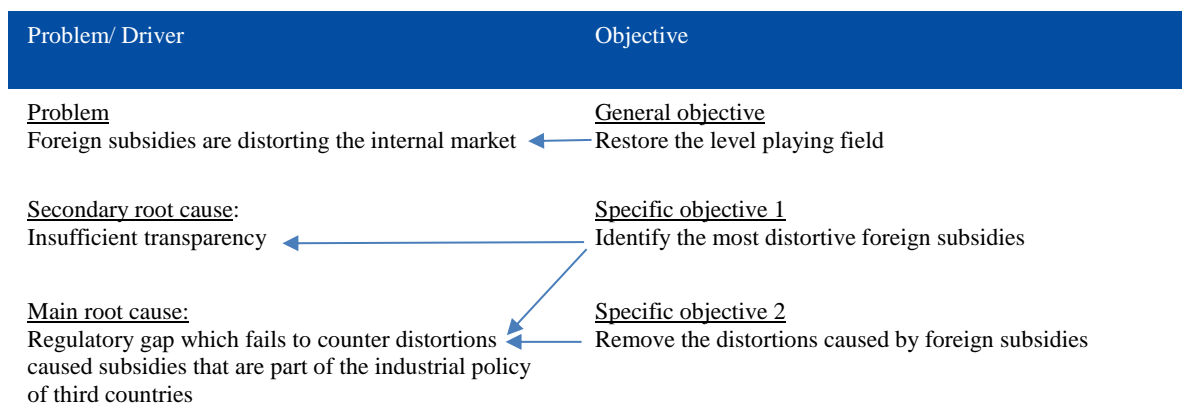 Problem/ Driver
Objective
Problem
Foreign subsidies are distorting the internal market
General objective
Restore the level playing field
Secondary root cause:
Insufficient transparency
Specific objective 1
Identify the most distortive foreign subsidies
Main root cause:
Regulatory gap which fails to counter distortions
caused subsidies that are part of the industrial policy
of third countries
Specific objective 2
Remove the distortions caused by foreign subsidies